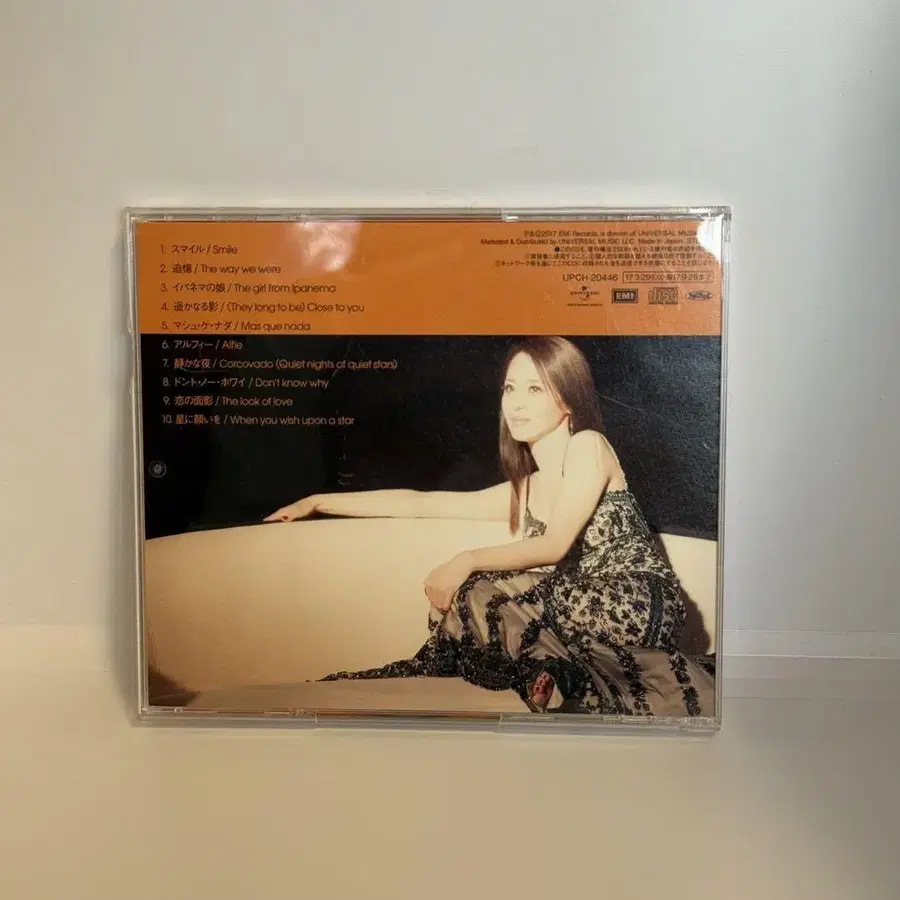 1. スマイル / Smile
2. 追憶 / The way we were
3. イパネマの娘 / The girl from Ipanema
4. 遥かなる影 / (They long to be) Close to you
5. マシュ・ケ・ナダ / Mas que nada
6. アルフィー / Alfie
7. 静かな夜 / Corcovado (Quiet nights of quiet stars)
8. ドント・ノー・ホワイ / Don't know why
9. 恋の面影 / The look of love
10. 星に願いを / When you wish upon a star
℗&©2017 EMI Records, a division of UNIVERSAL MUSIC
Marketed & Distributed by UNIVERSAL MUSIC LLC. Made in Japan.
UPCH-20446
UNIVERSAL
EMI